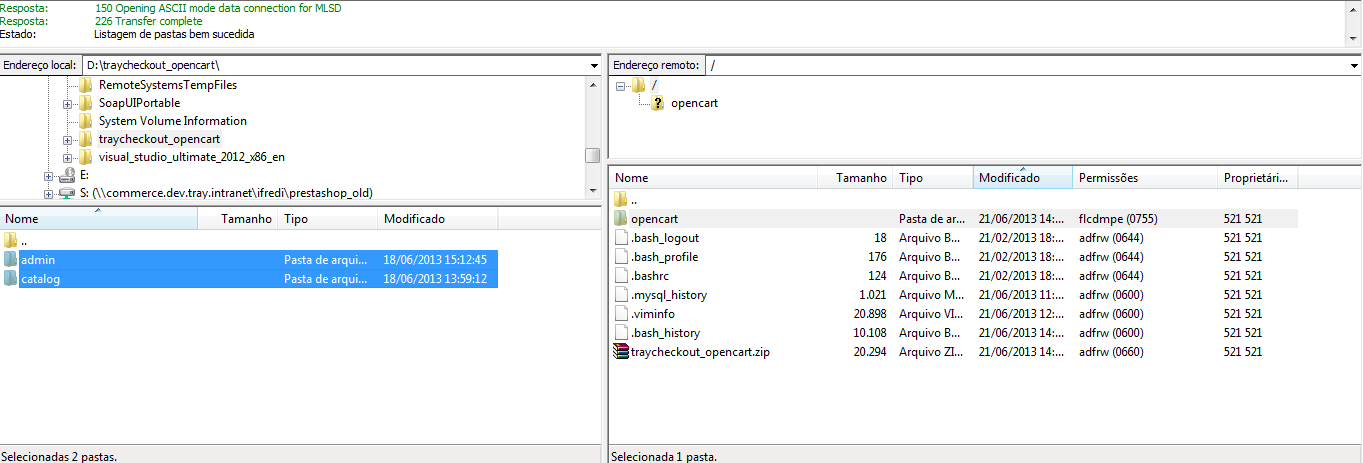 Resposta: 150 Opening ASCII mode data connection for MLSD
Resposta: 226 Transfer complete
Estado: Listagem de pastas bem sucedida
Endereço local: D:\traycheckout_opencart\
RemoteSystemsTempFiles
SoapUIPortable
System Volume Information
traycheckout_opencart
visual_studio_ultimate_2012_x86_en
E:
S: (\\commerce.dev.tray.intranet\ifredi\prestashop_old)
Nome Tamanho Tipo Modificado
..
admin Pasta de arqui... 18/06/2013 15:12:45
catalog Pasta de arqui... 18/06/2013 13:59:12
Selecionadas 2 pastas.
Endereço remoto: /
/
? opencart
Nome Tamanho Tipo Modificado Permissões Proprietári...
..
opencart Pasta de ar... 21/06/2013 14:... flcdmpe (0755) 521 521
.bash_logout 18 Arquivo B... 21/02/2013 18:... adfrw (0644) 521 521
.bash_profile 176 Arquivo B... 21/02/2013 18:... adfrw (0644) 521 521
.bashrc 124 Arquivo B... 21/02/2013 18:... adfrw (0644) 521 521
.mysql_history 1.021 Arquivo M... 21/06/2013 11:... adfrw (0600) 521 521
.viminfo 20.898 Arquivo VI... 21/06/2013 12:... adfrw (0600) 521 521
.bash_history 10.108 Arquivo B... 21/06/2013 14:... adfrw (0600) 521 521
traycheckout_opencart.zip 20.294 Arquivo ZI... 21/06/2013 14:... adfrw (0660) 521 521
Selecionada 1 pasta.